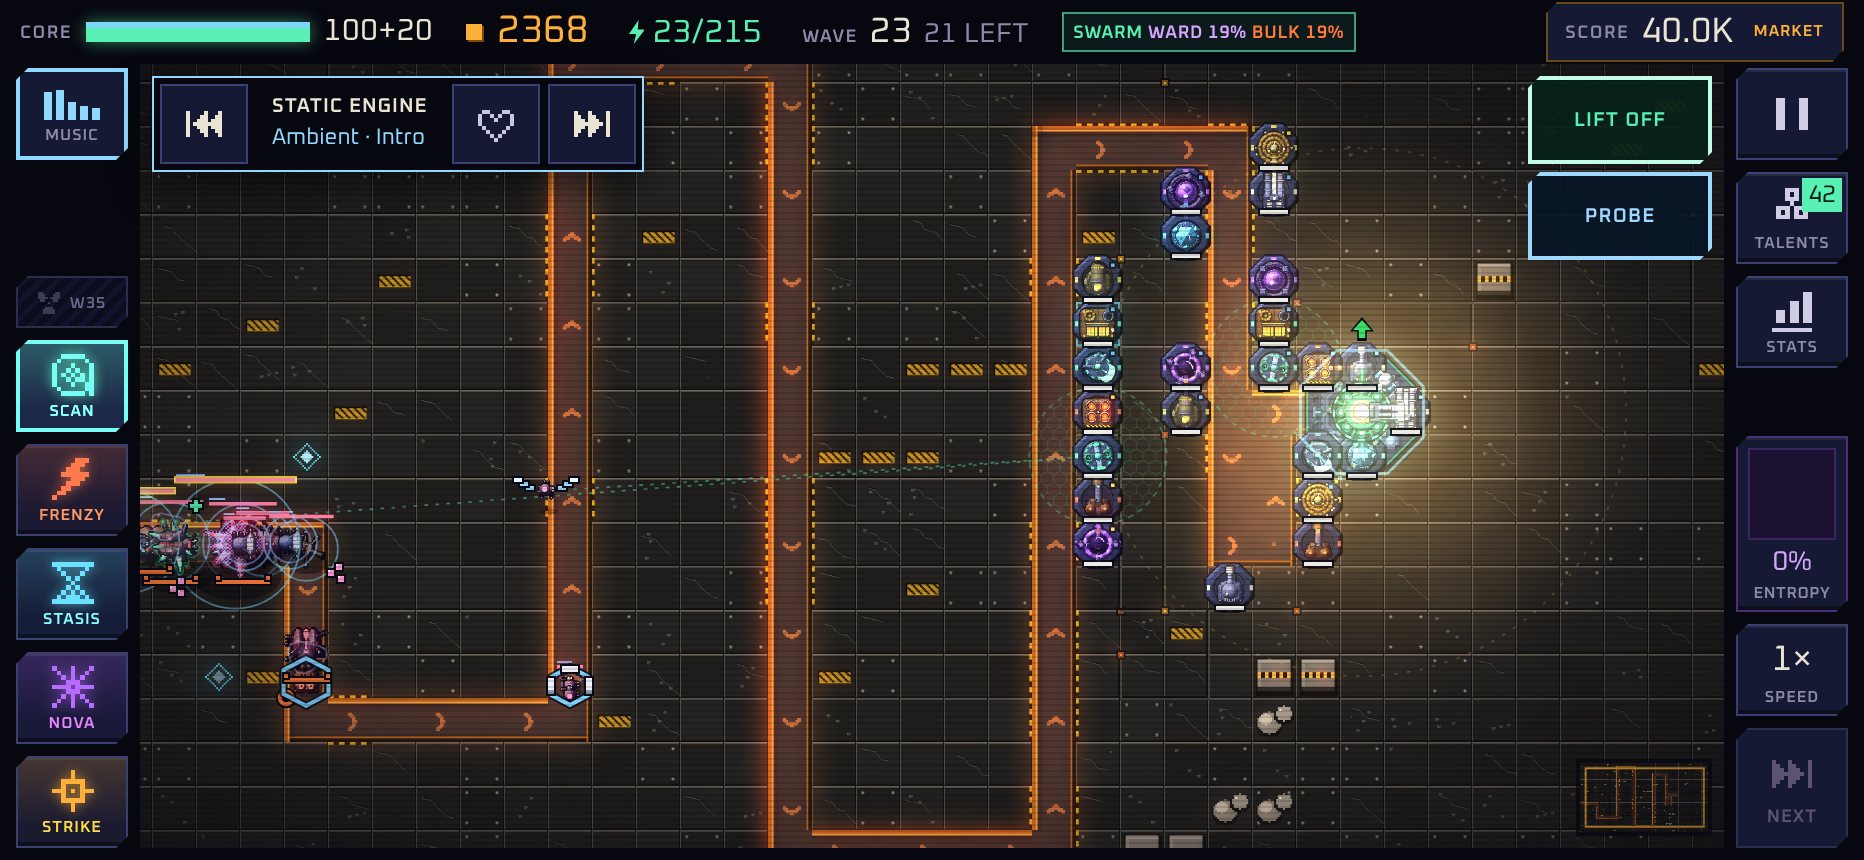 CORE 100+20 2368 23/215 WAVE 23 21 LEFT SWARM WARD 19% BULK 19% SCORE 40.0K MARKET
MUSIC
STATIC ENGINE
Ambient · Intro
LIFT OFF
PROBE
42
TALENTS
W35
STATS
SCAN
FRENZY
0%
ENTROPY
STASIS
1×
SPEED
NOVA
STRIKE
NEXT